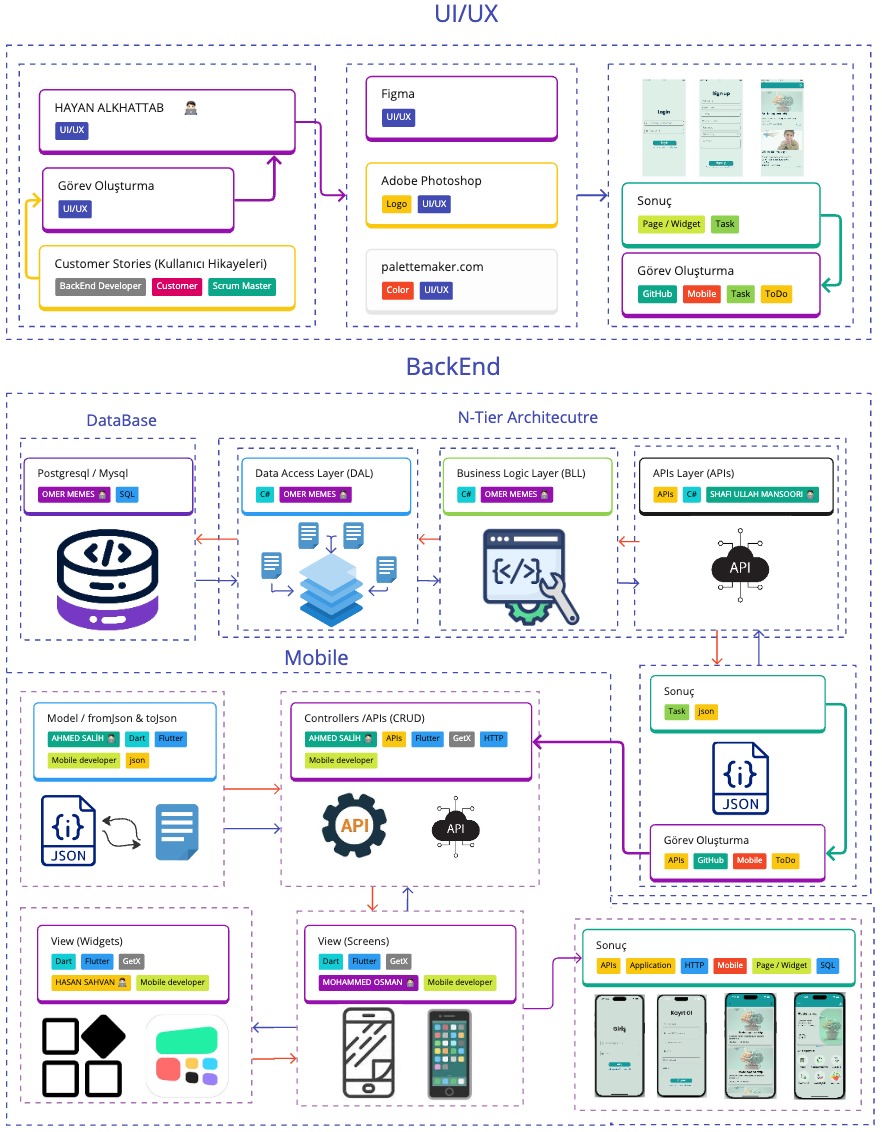 UI/UX
HAYAN ALKHATTAB
UI/UX
Görev Oluşturma
UI/UX
Customer Stories (Kullanıcı Hikayeleri)
BackEnd Developer Customer Scrum Master
Figma
UI/UX
Adobe Photoshop
Logo UI/UX
palettemaker.com
Color UI/UX
Login
Sign up
Sonuç
Page / Widget Task
Görev Oluşturma
GitHub Mobile Task ToDo
BackEnd
DataBase
N-Tier Architecutre
Postgresql / Mysql
OMER MEMES SQL
Data Access Layer (DAL)
C# OMER MEMES
Business Logic Layer (BLL)
C# OMER MEMES
APIs Layer (APIs)
APIs C# SHAFI ULLAH MANSOORI
API
Mobile
Model / fromJson & toJson
AHMED SALİH Dart Flutter
Mobile developer json
JSON
Controllers /APIs (CRUD)
AHMED SALİH APIs Flutter GetX HTTP
Mobile developer
API
API
Sonuç
Task json
JSON
Görev Oluşturma
APIs GitHub Mobile ToDo
View (Widgets)
Dart Flutter GetX
HASAN SAHVAN Mobile developer
View (Screens)
Dart Flutter GetX
MOHAMMED OSMAN Mobile developer
Sonuç
APIs Application HTTP Mobile Page / Widget SQL
Giriş
Kayıt Ol